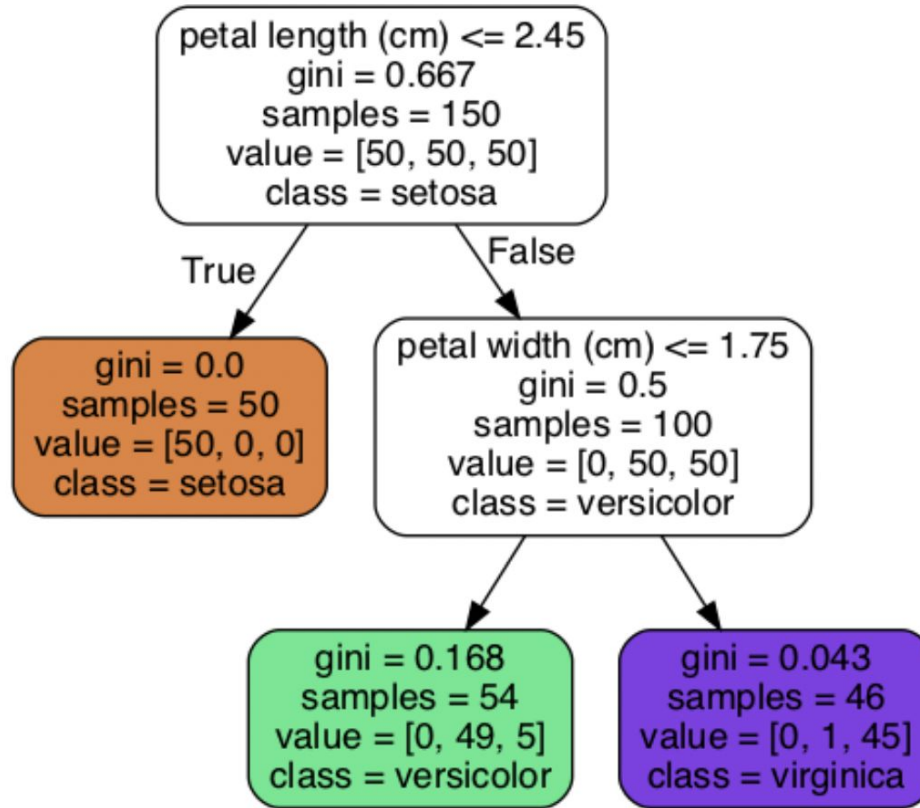 petal length (cm) <= 2.45
gini = 0.667
samples = 150
value = [50, 50, 50]
class = setosa
True
False
gini = 0.0
samples = 50
value = [50, 0, 0]
class = setosa
petal width (cm) <= 1.75
gini = 0.5
samples = 100
value = [0, 50, 50]
class = versicolor
gini = 0.168
samples = 54
value = [0, 49, 5]
class = versicolor
gini = 0.043
samples = 46
value = [0, 1, 45]
class = virginica